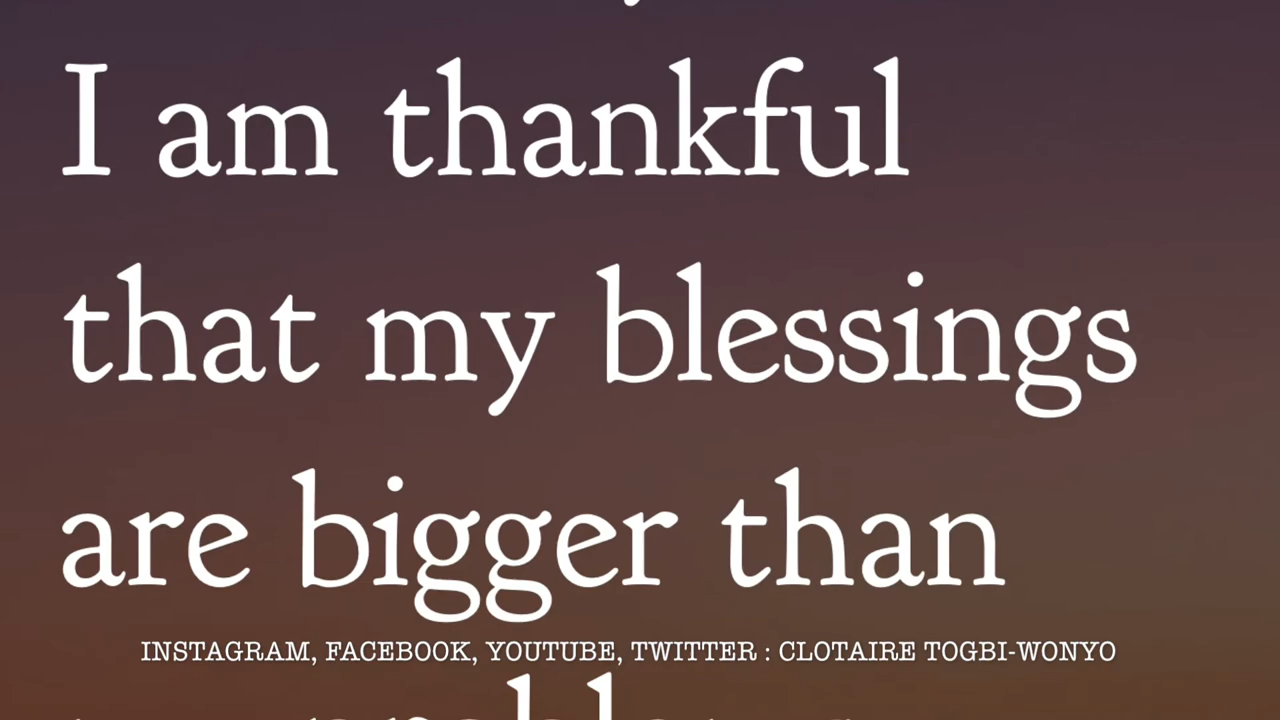 I am thankful
that my blessings
are bigger than
INSTAGRAM, FACEBOOK, YOUTUBE, TWITTER : CLOTAIRE TOGBI-WONYO